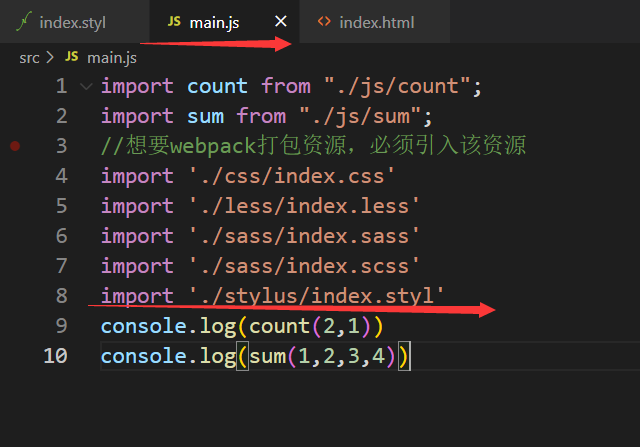 index.styl
JS main.js
index.html
src > JS main.js
1 import count from "./js/count";
2 import sum from "./js/sum";
3 //想要webpack打包资源，必须引入该资源
4 import './css/index.css'
5 import './less/index.less'
6 import './sass/index.sass'
7 import './sass/index.scss'
8 import './stylus/index.styl'
9 console.log(count(2,1))
10 console.log(sum(1,2,3,4))